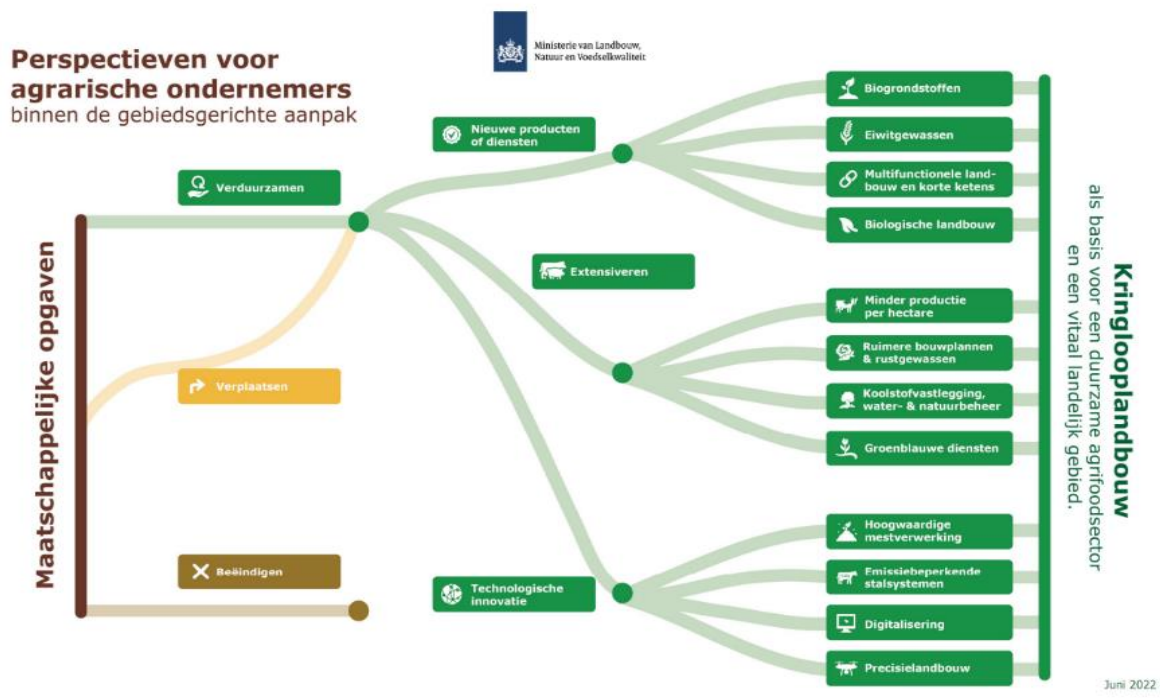 Ministerie van Landbouw,
Natuur en Voedselkwaliteit
Perspectieven voor
agrarische ondernemers
binnen de gebiedsgerichte aanpak
Maatschappelijke opgaven
Verduurzamen
Verplaatsen
Beëindigen
Nieuwe producten
of diensten
Extensiveren
Technologische
innovatie
Biogrondstoffen
Eiwitgewassen
Multifunctionele land-
bouw en korte ketens
Biologische landbouw
Minder productie
per hectare
Ruimere bouwplannen
& rustgewassen
Koolstofvastlegging,
water- & natuurbeheer
Groenblauwe diensten
Hoogwaardige
mestverwerking
Emissiebeperkende
stalsystemen
Digitalisering
Precisielandbouw
Kringlooplandbouw
als basis voor een duurzame agrifoodsector
en een vitaal landelijk gebied.
Juni 2022